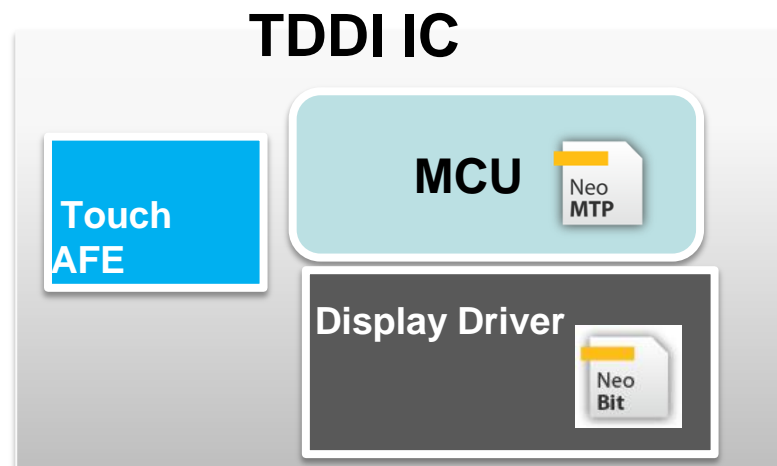 TDDI IC
MCU
Neo
MTP
Touch
AFE
Display Driver
Neo
Bit